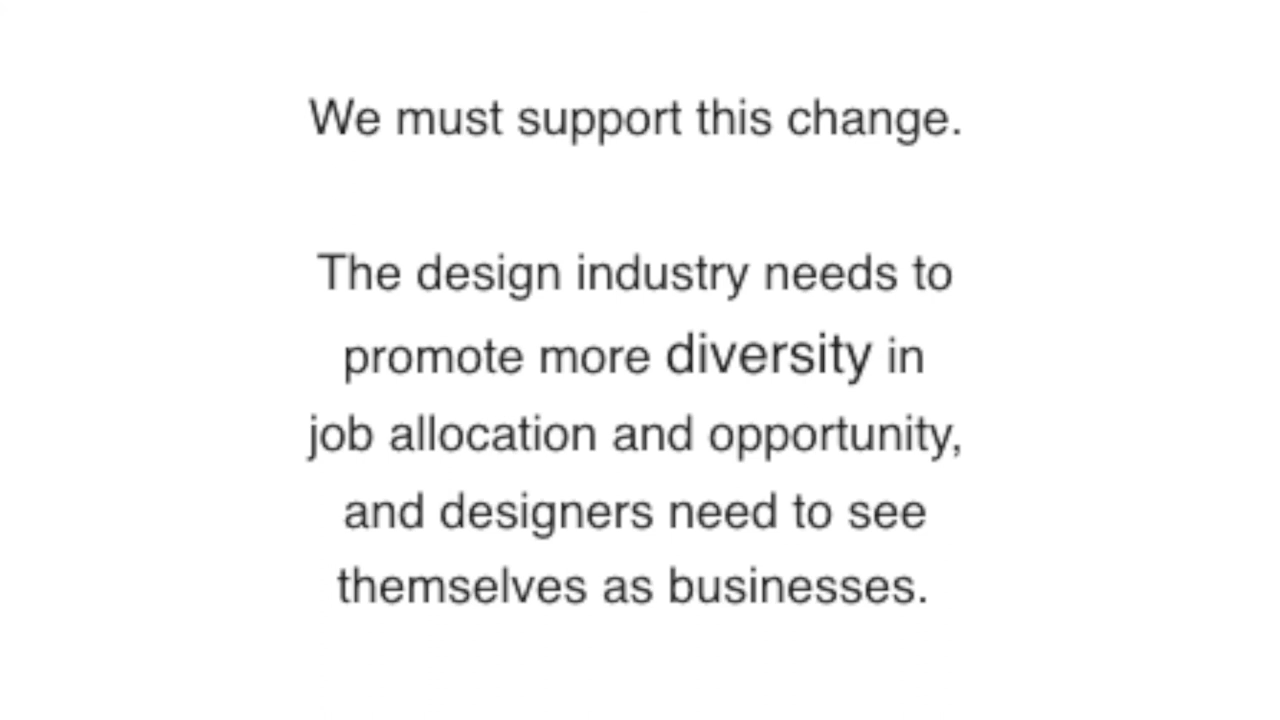 We must support this change.
The design industry needs to
promote more diversity in
job allocation and opportunity,
and designers need to see
themselves as businesses.